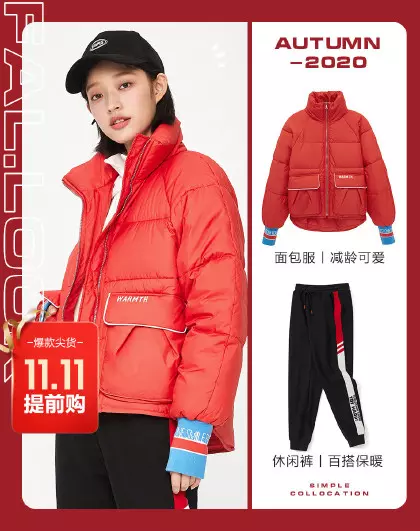 FALL LOOK
AUTUMN
-2020
WARMTH
面包服 | 减龄可爱
爆款尖货
11.11
提前购
休闲裤 | 百搭保暖
SIMPLE
COLLOCATION